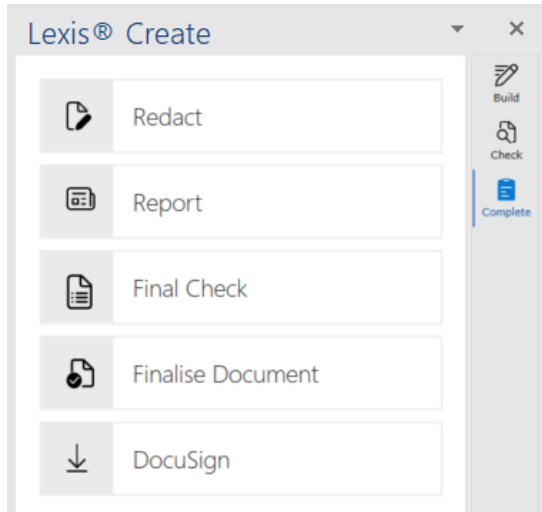 Lexis® Create
Redact
Report
Final Check
Finalise Document
DocuSign
Build
Check
Complete